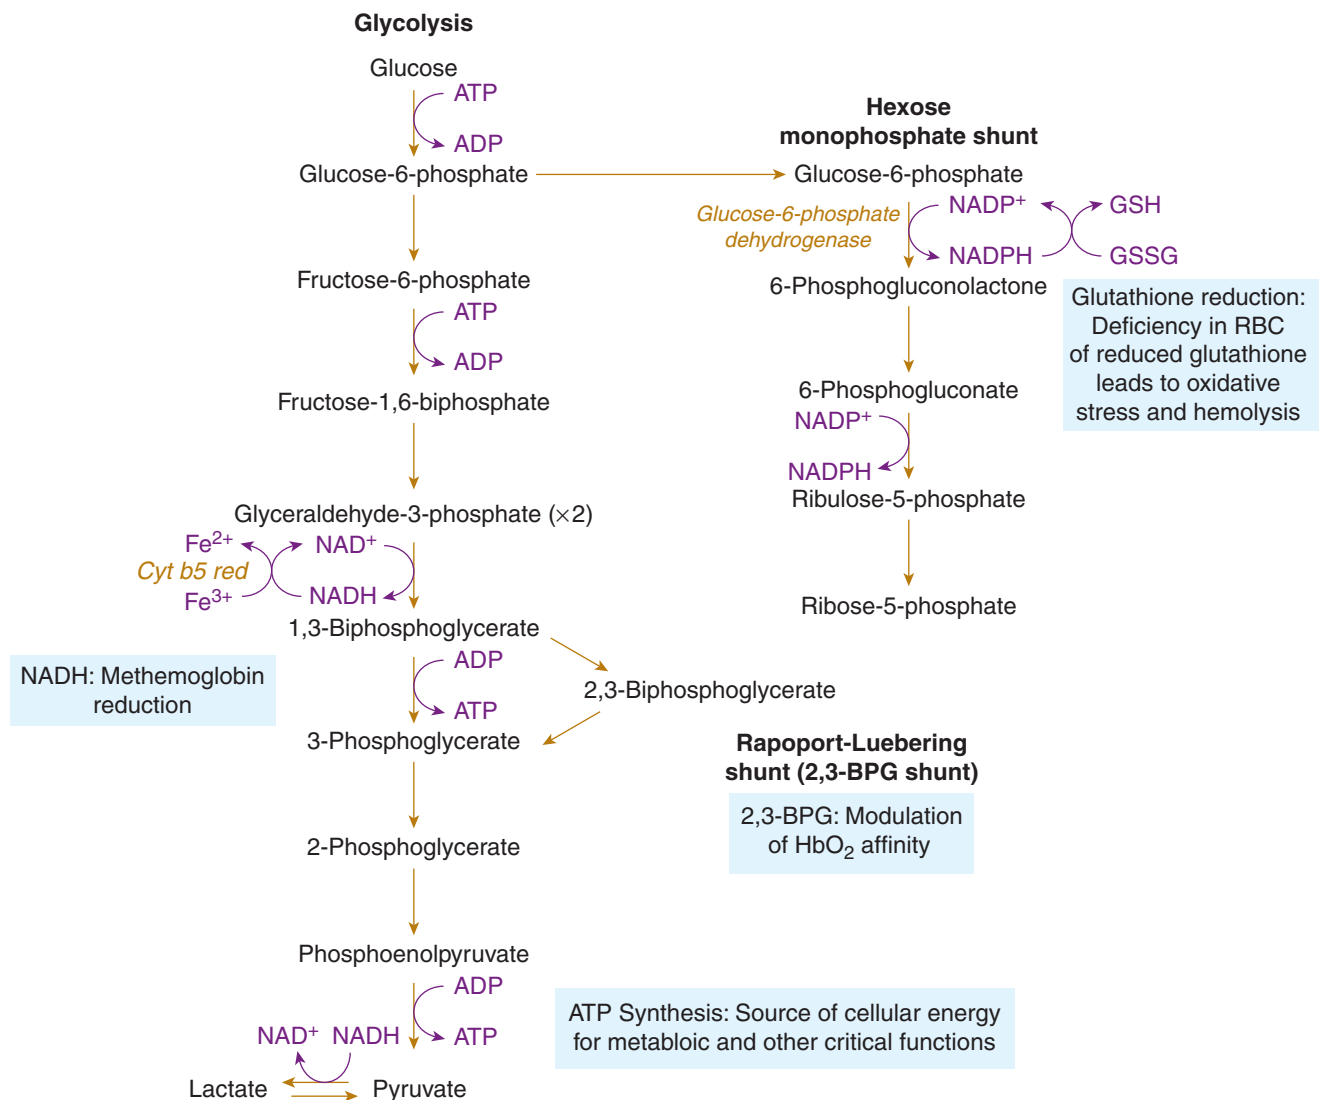 Glycolysis
Glucose
ATP
ADP
Glucose-6-phosphate
Fructose-6-phosphate
ATP
ADP
Fructose-1,6-biphosphate
Glyceraldehyde-3-phosphate (×2)
Fe²⁺
NAD⁺
Cyt b5 red
Fe³⁺
NADH
1,3-Biphosphoglycerate
NADH: Methemoglobin
reduction
ADP
ATP
2,3-Biphosphoglycerate
3-Phosphoglycerate
Rapoport-Luebering
shunt (2,3-BPG shunt)
2,3-BPG: Modulation
of HbO₂ affinity
2-Phosphoglycerate
Phosphoenolpyruvate
ADP
ATP
NAD⁺ NADH
Lactate
Pyruvate
ATP Synthesis: Source of cellular energy
for metabloic and other critical functions
Hexose
monophosphate shunt
Glucose-6-phosphate
Glucose-6-phosphate
dehydrogenase
NADP⁺
GSH
NADPH
GSSG
6-Phosphogluconolactone
Glutathione reduction:
Deficiency in RBC
of reduced glutathione
leads to oxidative
stress and hemolysis
6-Phosphogluconate
NADP⁺
NADPH
Ribulose-5-phosphate
Ribose-5-phosphate